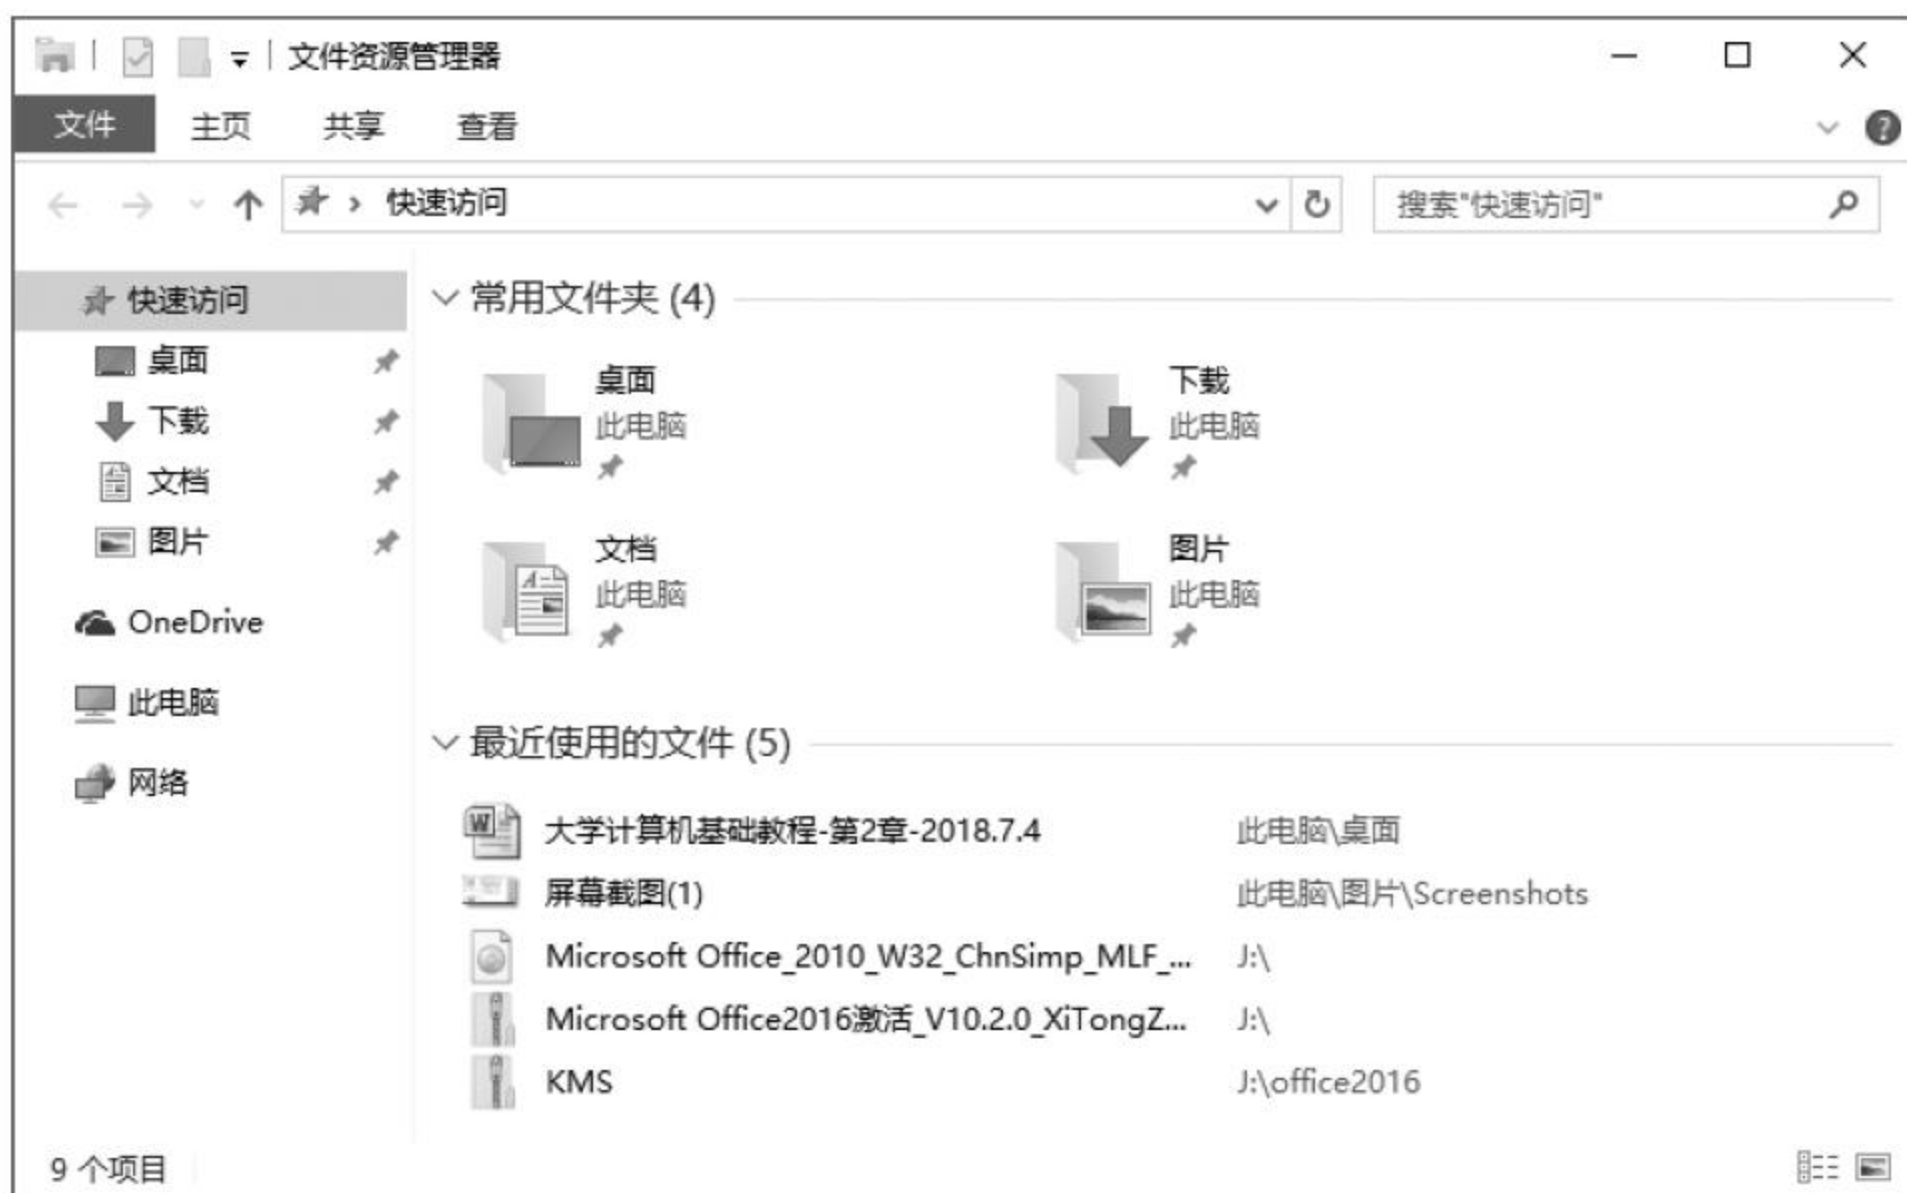 文件资源管理器
文件 主页 共享 查看
快速访问 搜索"快速访问"
快速访问
桌面
下载
文档
图片
OneDrive
此电脑
网络
常用文件夹 (4)
桌面
此电脑
下载
此电脑
文档
此电脑
图片
此电脑
最近使用的文件 (5)
大学计算机基础教程-第2章-2018.7.4 此电脑\桌面
屏幕截图(1) 此电脑\图片\Screenshots
Microsoft Office_2010_W32_ChnSimp_MLF_... J:\
Microsoft Office2016激活_V10.2.0_XiTongZ... J:\
KMS J:\office2016
9 个项目